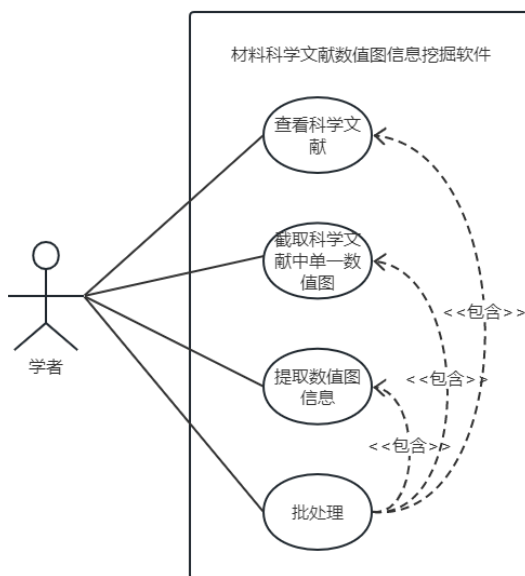 材料科学文献数值图信息挖掘软件
查看科学文
献
截取科学文
献中单一数
值图
<<包含>>
学者
提取数值图
信息
<<包含>>
<<包含>>
批处理